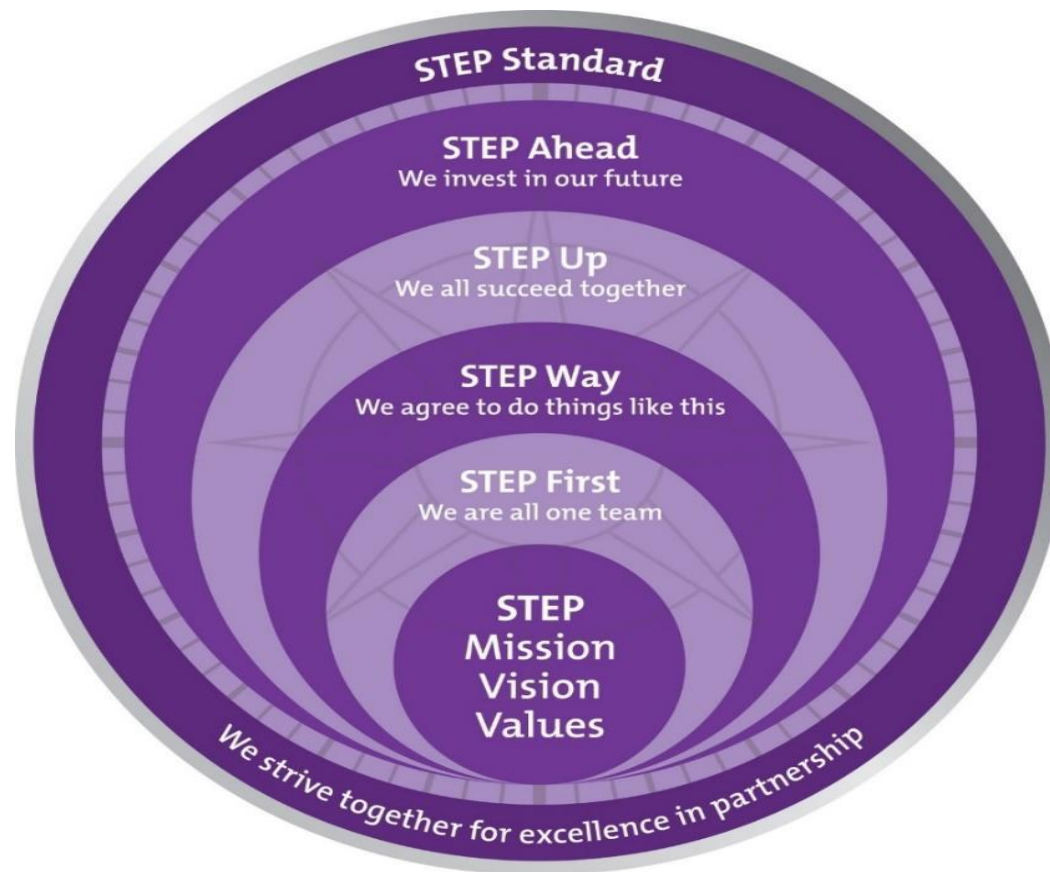 STEP Standard
STEP Ahead
We invest in our future
STEP Up
We all succeed together
STEP Way
We agree to do things like this
STEP First
We are all one team
STEP
Mission
Vision
Values
We strive together for excellence in partnership